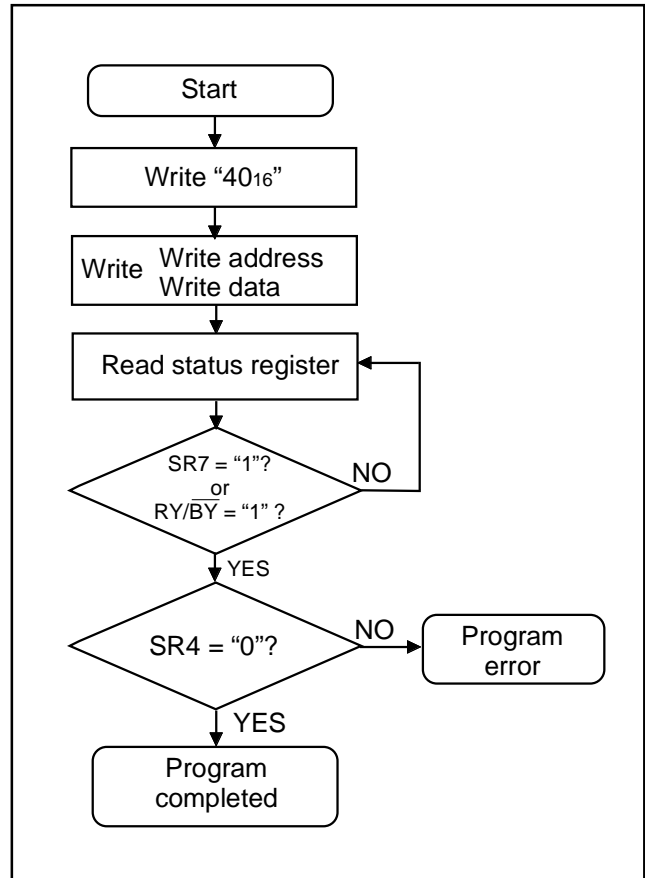 Start
Write “40₁₆”
Write Write address
Write data
Read status register
SR7 = “1”?
or
RY/B̅Y̅ = “1” ?
NO
YES
SR4 = “0”?
NO
Program
error
YES
Program
completed